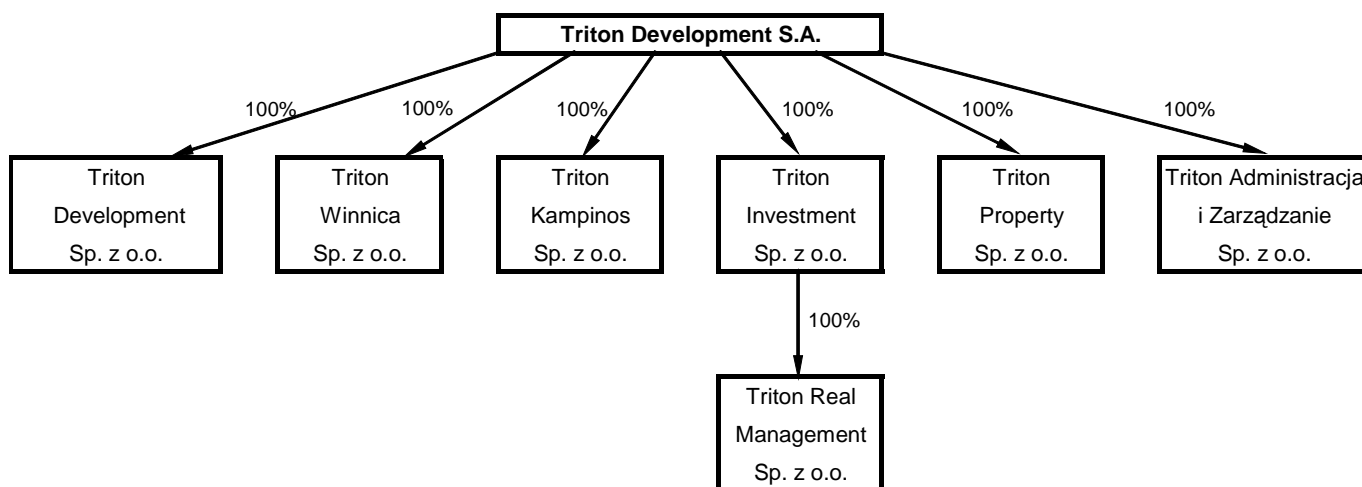 Triton Development S.A.
100%
100%
100%
100%
100%
100%
Triton
Development
Sp. z o.o.
Triton
Winnica
Sp. z o.o.
Triton
Kampinos
Sp. z o.o.
Triton
Investment
Sp. z o.o.
Triton
Property
Sp. z o.o.
Triton Administracja
i Zarządzanie
Sp. z o.o.
100%
Triton Real
Management
Sp. z o.o.